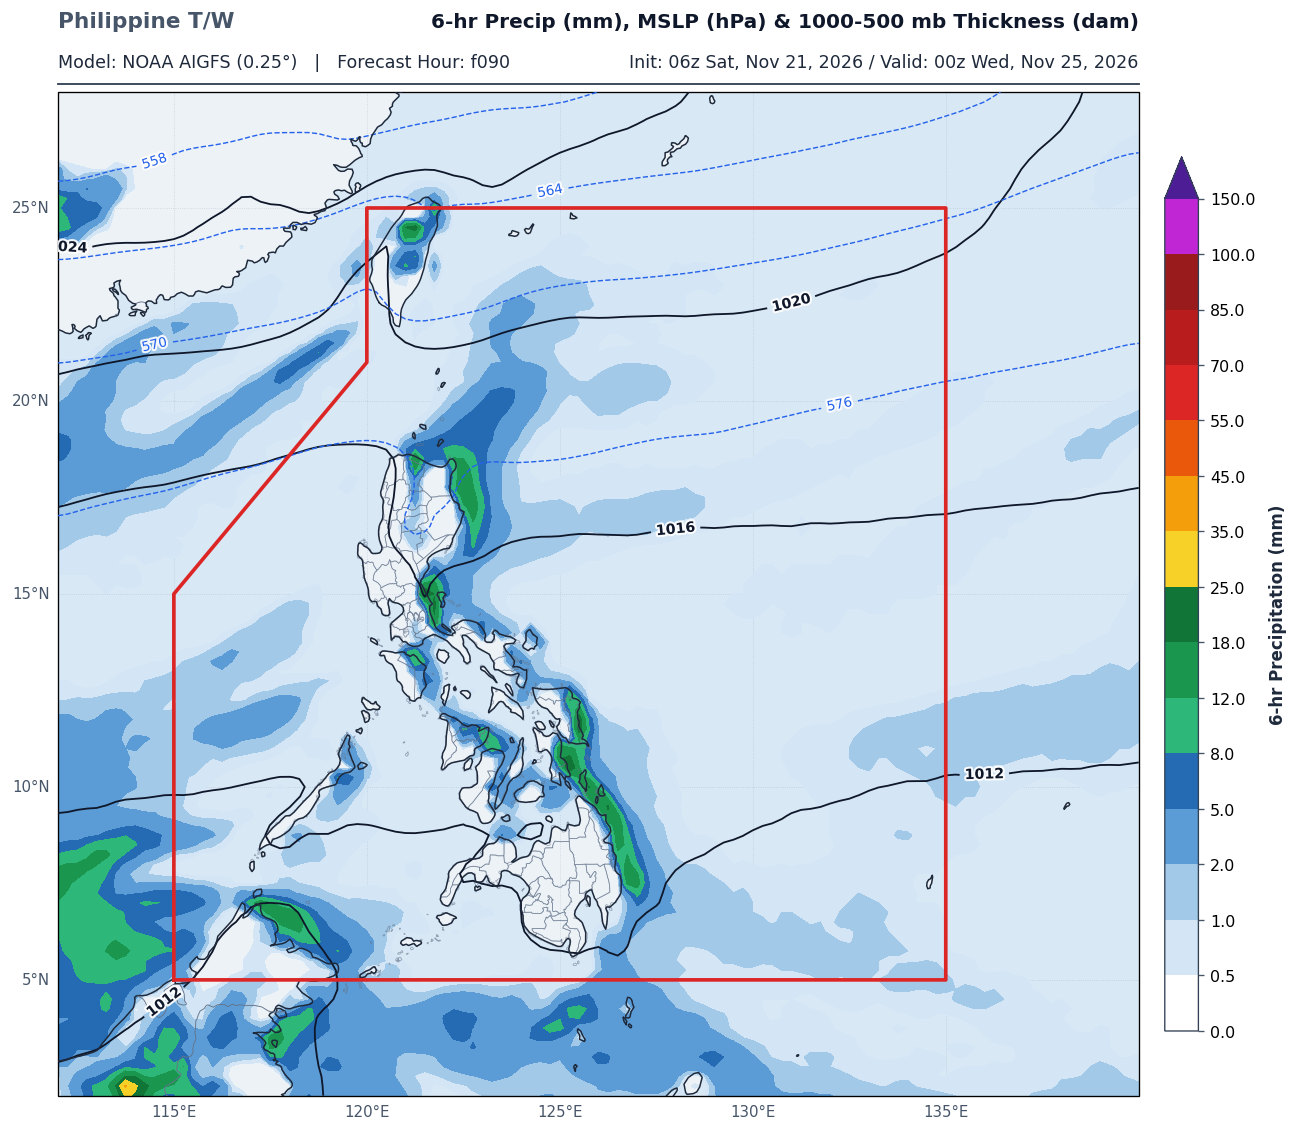 Philippine T/W
6-hr Precip (mm), MSLP (hPa) & 1000-500 mb Thickness (dam)
Model: NOAA AIGFS (0.25°) | Forecast Hour: f090
Init: 06z Sat, Nov 21, 2026 / Valid: 00z Wed, Nov 25, 2026
558
564
570
576
024
1020
1016
1012
1012
25°N
20°N
15°N
10°N
5°N
115°E
120°E
125°E
130°E
135°E
150.0
100.0
85.0
70.0
55.0
45.0
35.0
25.0
18.0
12.0
8.0
5.0
2.0
1.0
0.5
0.0
6-hr Precipitation (mm)